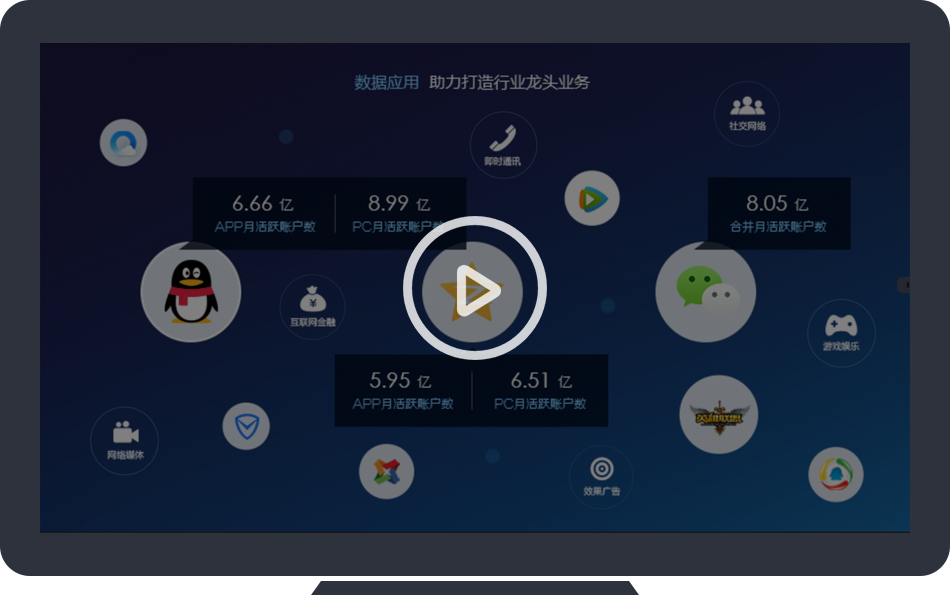 数据应用 助力打造行业龙头业务
社交网络
即时通讯
6.66 亿
APP月活跃账户数
8.99 亿
PC月活跃账户数
8.05 亿
合并月活跃账户数
互联网金融
游戏娱乐
5.95 亿
APP月活跃账户数
6.51 亿
PC月活跃账户数
英雄联盟
网络媒体
效果广告